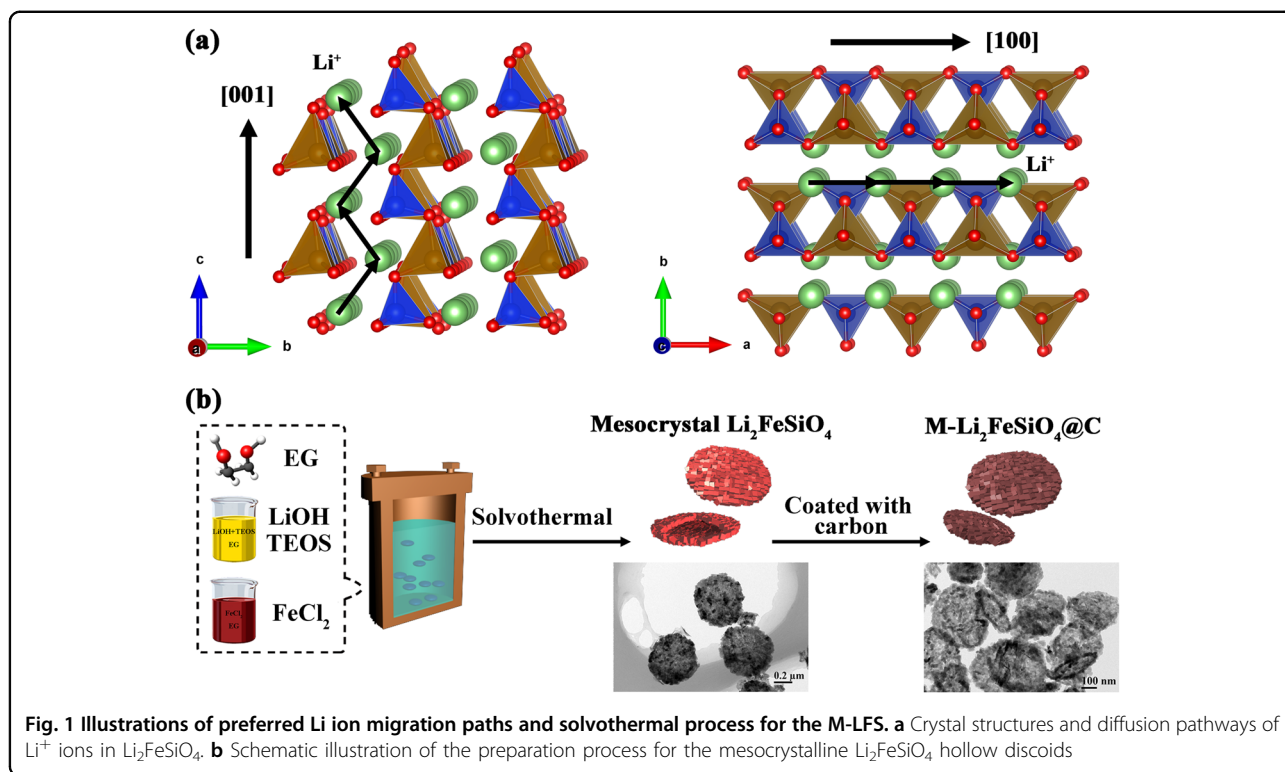 (a)
Li⁺
[001]
c
a
b
[100]
Li⁺
b
c
a
(b)
EG
LiOH+TEOS
EG
LiOH
TEOS
FeCl₂
EG
FeCl₂
Solvothermal
Mesocrystal Li₂FeSiO₄
0.2 μm
Coated with
carbon
M-Li₂FeSiO₄@C
100 nm
Fig. 1 Illustrations of preferred Li ion migration paths and solvothermal process for the M-LFS. a Crystal structures and diffusion pathways of
Li⁺ ions in Li₂FeSiO₄. b Schematic illustration of the preparation process for the mesocrystalline Li₂FeSiO₄ hollow discoids